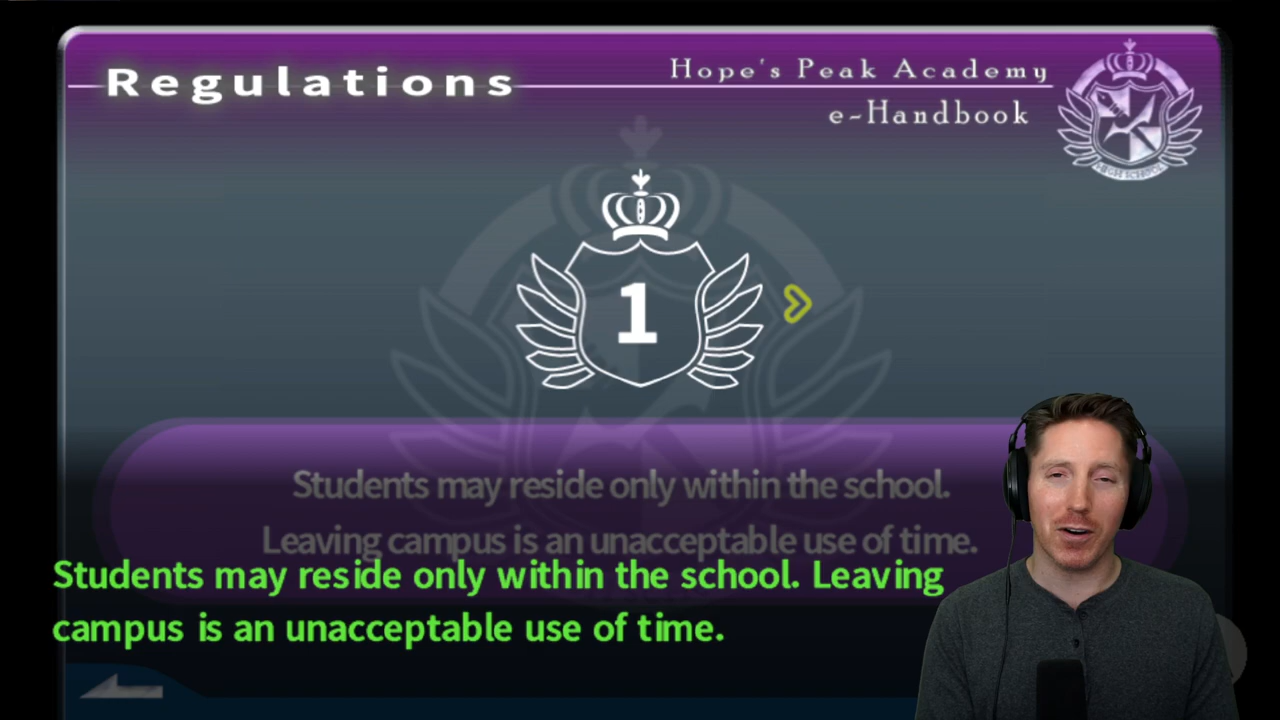 Regulations
Hope's Peak Academy
e-Handbook
1
Students may reside only within the school.
Leaving campus is an unacceptable use of time.
Students may reside only within the school. Leaving
campus is an unacceptable use of time.